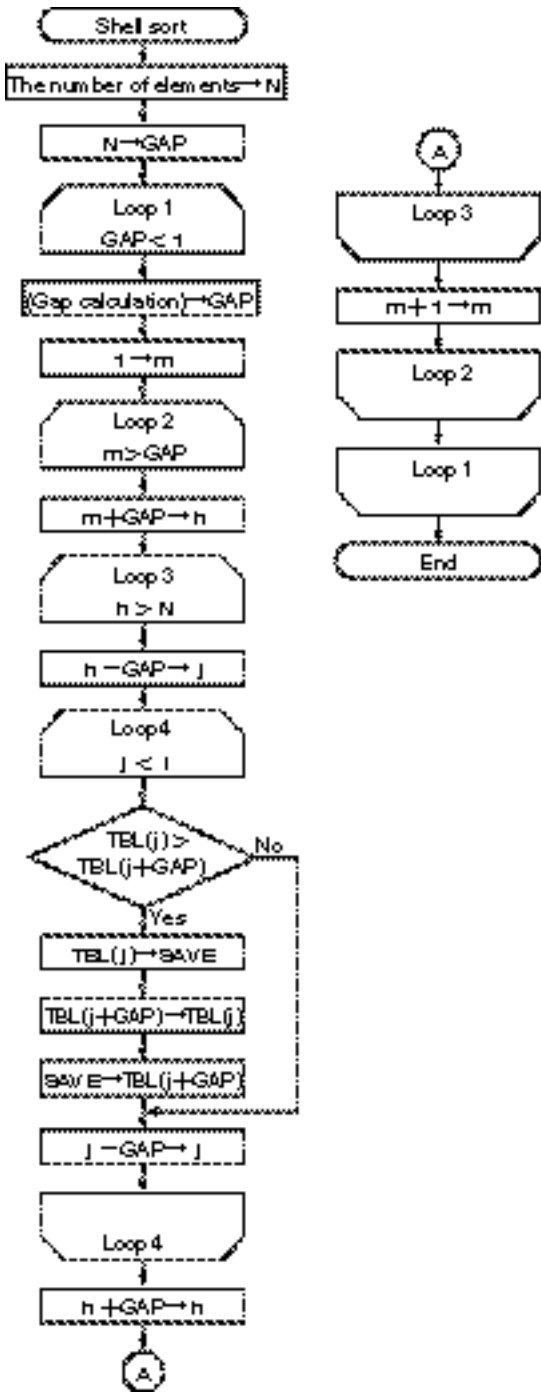 Shell sort
The number of elements→N
N→GAP
Loop 1
GAP < 1
(Gap calculation)→GAP
1→m
Loop 2
m>GAP
m+GAP→h
Loop 3
h > N
h−GAP→j
Loop4
j < 1
TBL(j) >
TBL(j+GAP)
No
Yes
TBL(j)→SAVE
TBL(j+GAP)→TBL(j)
SAVE→TBL(j+GAP)
j−GAP→j
Loop 4
h+GAP→h
A
A
Loop 3
m+1→m
Loop 2
Loop 1
End